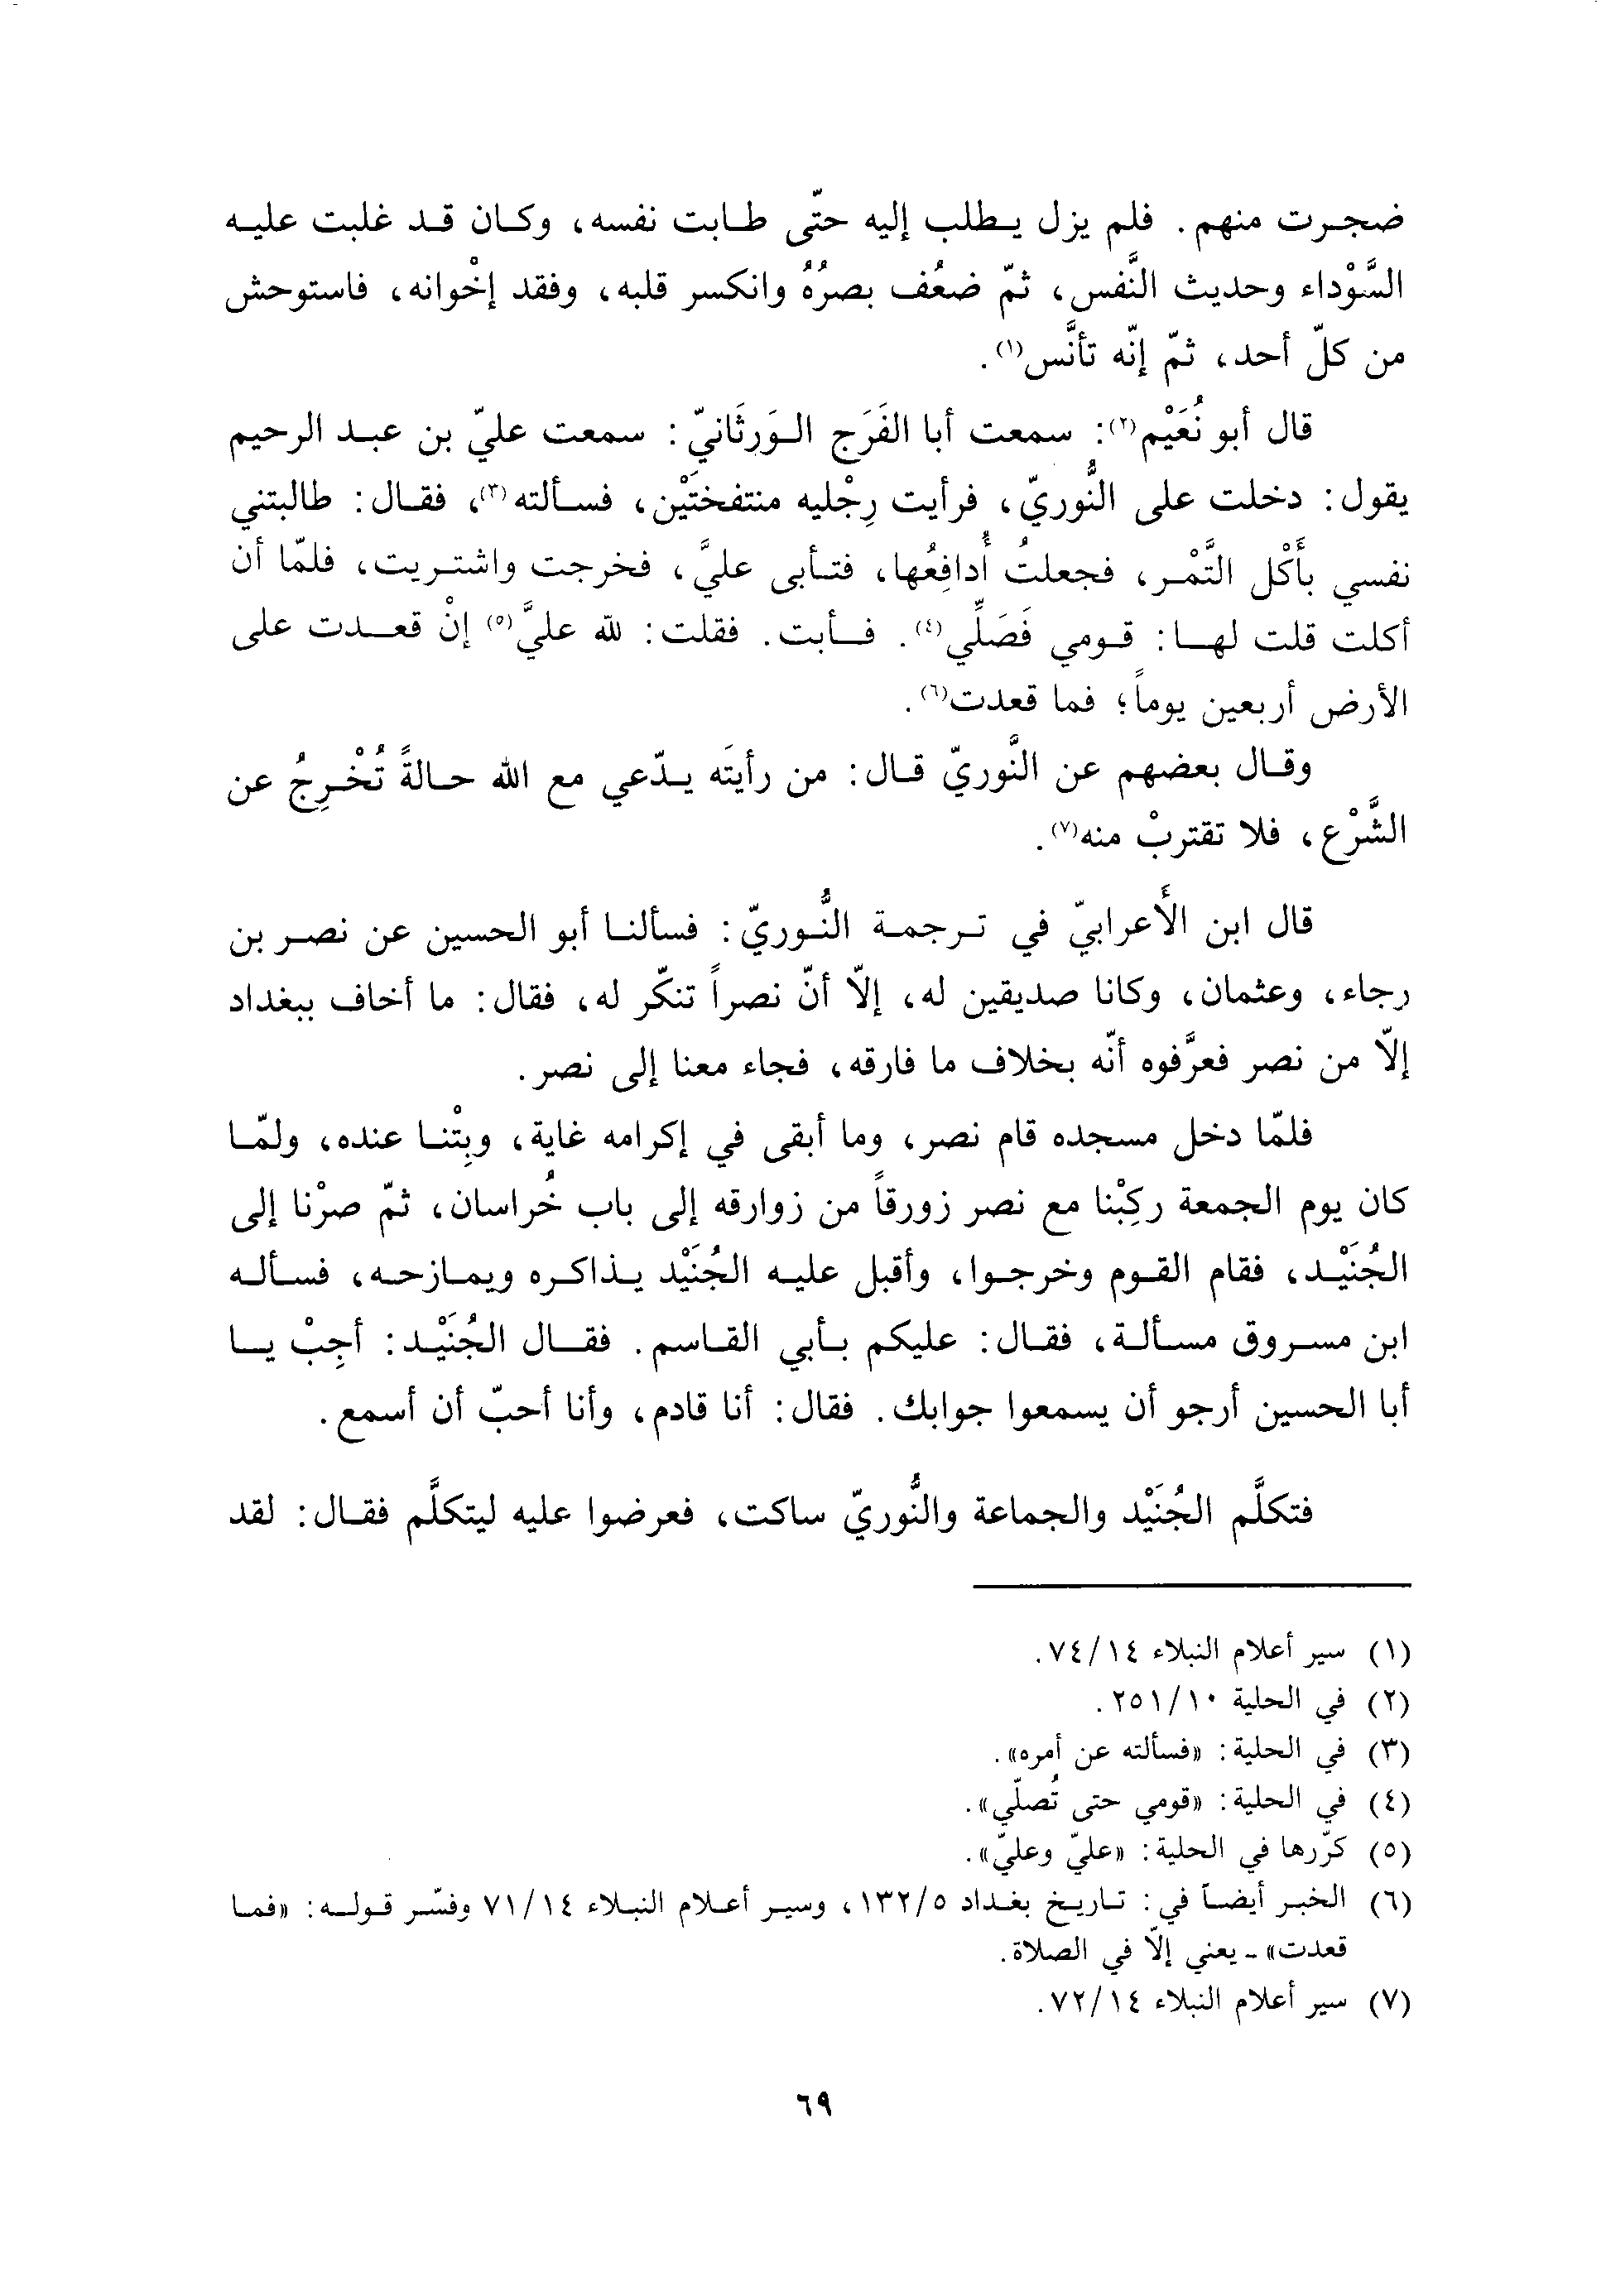 ضجرت منهم. فلم يزل يطلب إليه حتّى طابت نفسه، وكان قد غلبت عليه
السَّوْداء وحديث النَّفس، ثمّ ضعُف بصرُهُ وانكسر قلبه، وفقد إخْوانه، فاستوحش
من كلّ أحد، ثمّ إنّه تأنَّس(١).
قال أبو نُعَيْم(٢): سمعت أبا الفَرَج الوَرثَانيّ: سمعت عليّ بن عبد الرحيم
يقول: دخلت على النُّوريّ، فرأيت رِجْليه منتفختَيْن، فسألته(٣)، فقال: طالبتني
نفسي بأَكْل التَّمْر، فجعلتُ أُدافِعُها، فتأبى عليَّ، فخرجت واشتريت، فلمّا أن
أكلت قلت لها: قومي فَصَلِّي(٤). فأبت. فقلت: لله عليَّ(٥) إنْ قعدت على
الأرض أربعين يوماً؛ فما قعدت(٦).
وقال بعضهم عن النُّوريّ قال: من رأيتَه يدّعي مع الله حالةً تُخْرِجُ عن
الشَّرْع، فلا تقتربْ منه(٧).
قال ابن الأَعرابيّ في ترجمة النُّوريّ: فسألنا أبو الحسين عن نصر بن
رجاء، وعثمان، وكانا صديقين له، إلّا أنّ نصراً تنكّر له، فقال: ما أخاف ببغداد
إلّا من نصر فعرَّفوه أنّه بخلاف ما فارقه، فجاء معنا إلى نصر.
فلمّا دخل مسجده قام نصر، وما أبقى في إكرامه غاية، وبِتْنا عنده، ولمّا
كان يوم الجمعة ركِبْنا مع نصر زورقاً من زوارقه إلى باب خُراسان، ثمّ صرْنا إلى
الجُنَيْد، فقام القوم وخرجوا، وأقبل عليه الجُنَيْد يذاكره ويمازحه، فسأله
ابن مسروق مسألة، فقال: عليكم بأبي القاسم. فقال الجُنَيْد: أجِبْ يا
أبا الحسين أرجو أن يسمعوا جوابك. فقال: أنا قادم، وأنا أحبّ أن أسمع.
فتكلَّم الجُنَيْد والجماعة والنُّوريّ ساكت، فعرضوا عليه ليتكلَّم فقال: لقد
(١) سير أعلام النبلاء ٧٤/١٤.
(٢) في الحلية ٢٥١/١٠.
(٣) في الحلية: «فسألته عن أمره».
(٤) في الحلية: «قومي حتى تُصلّي».
(٥) كرّرها في الحلية: «عليّ وعليّ».
(٦) الخبر أيضاً في: تاريخ بغداد ١٣٢/٥، وسير أعلام النبلاء ٧١/١٤ وفسّر قوله: «فما
قعدت» ـ يعني إلّا في الصلاة.
(٧) سير أعلام النبلاء ٧٢/١٤.
٦٩